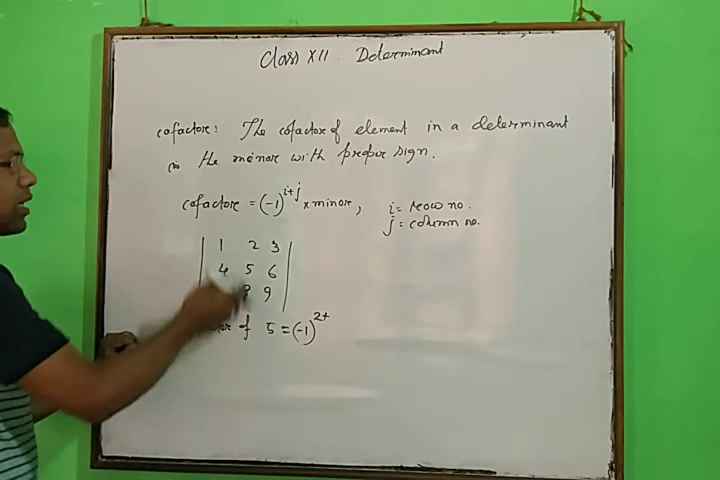 Class XII Determinant
cofactor: The cofactor of element in a determinant
is the minor with proper sign.
cofactor = (-1)^{i+j} x minor, i = row no.
j = column no.
1 2 3
4 5 6
8 9
of 5 = (-1)^{2+